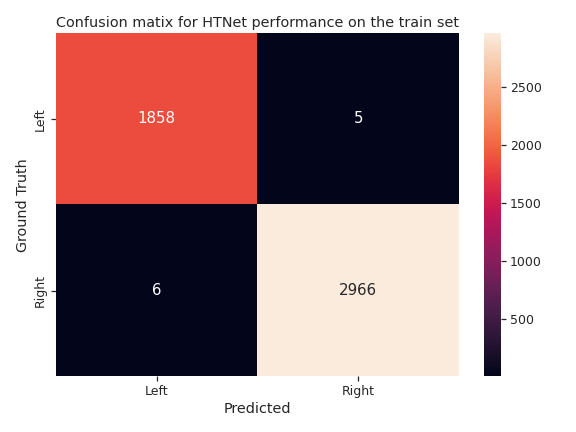 Confusion matix for HTNet performance on the train set
Left
1858
5
Right
6
2966
Ground Truth
Left
Right
Predicted
2500
2000
1500
1000
500